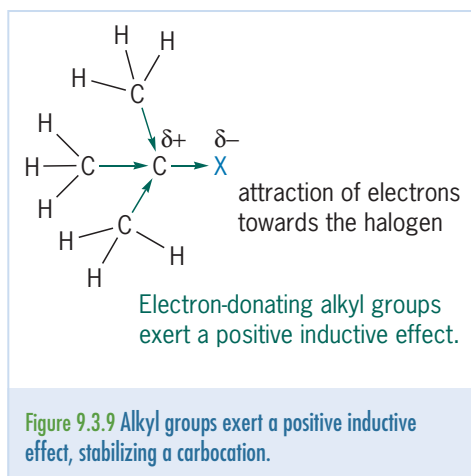 H H
H C
H δ+ δ−
H C C X
H
H C H
H
attraction of electrons
towards the halogen
Electron-donating alkyl groups
exert a positive inductive effect.
Figure 9.3.9 Alkyl groups exert a positive inductive
effect, stabilizing a carbocation.